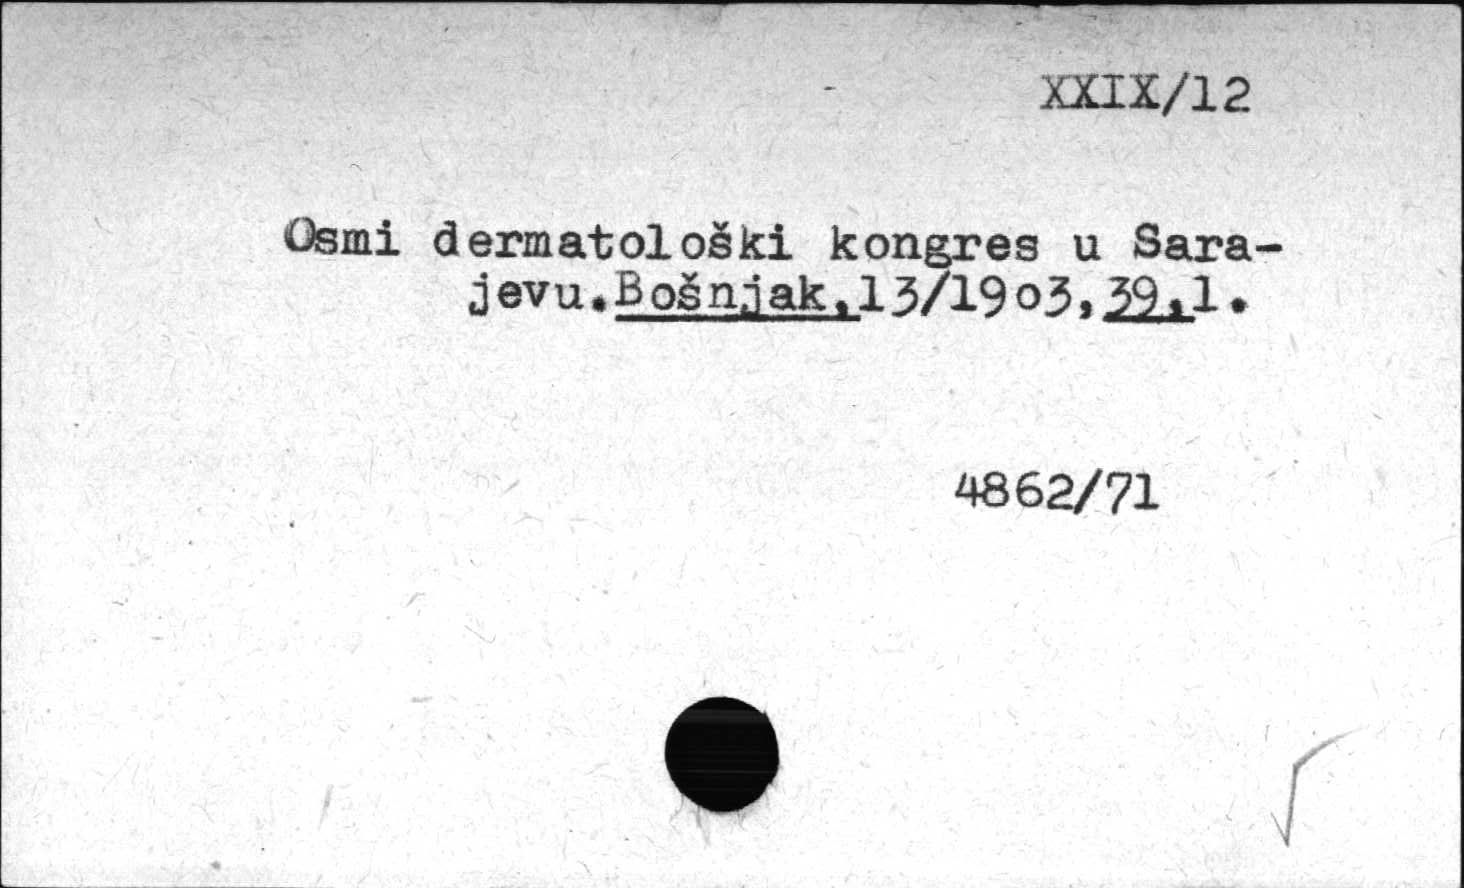 XXIX/12
Osmi dermatološki kongres u Sara-
jevu.Bošnjak,13/19o3,39,1.
4862/71